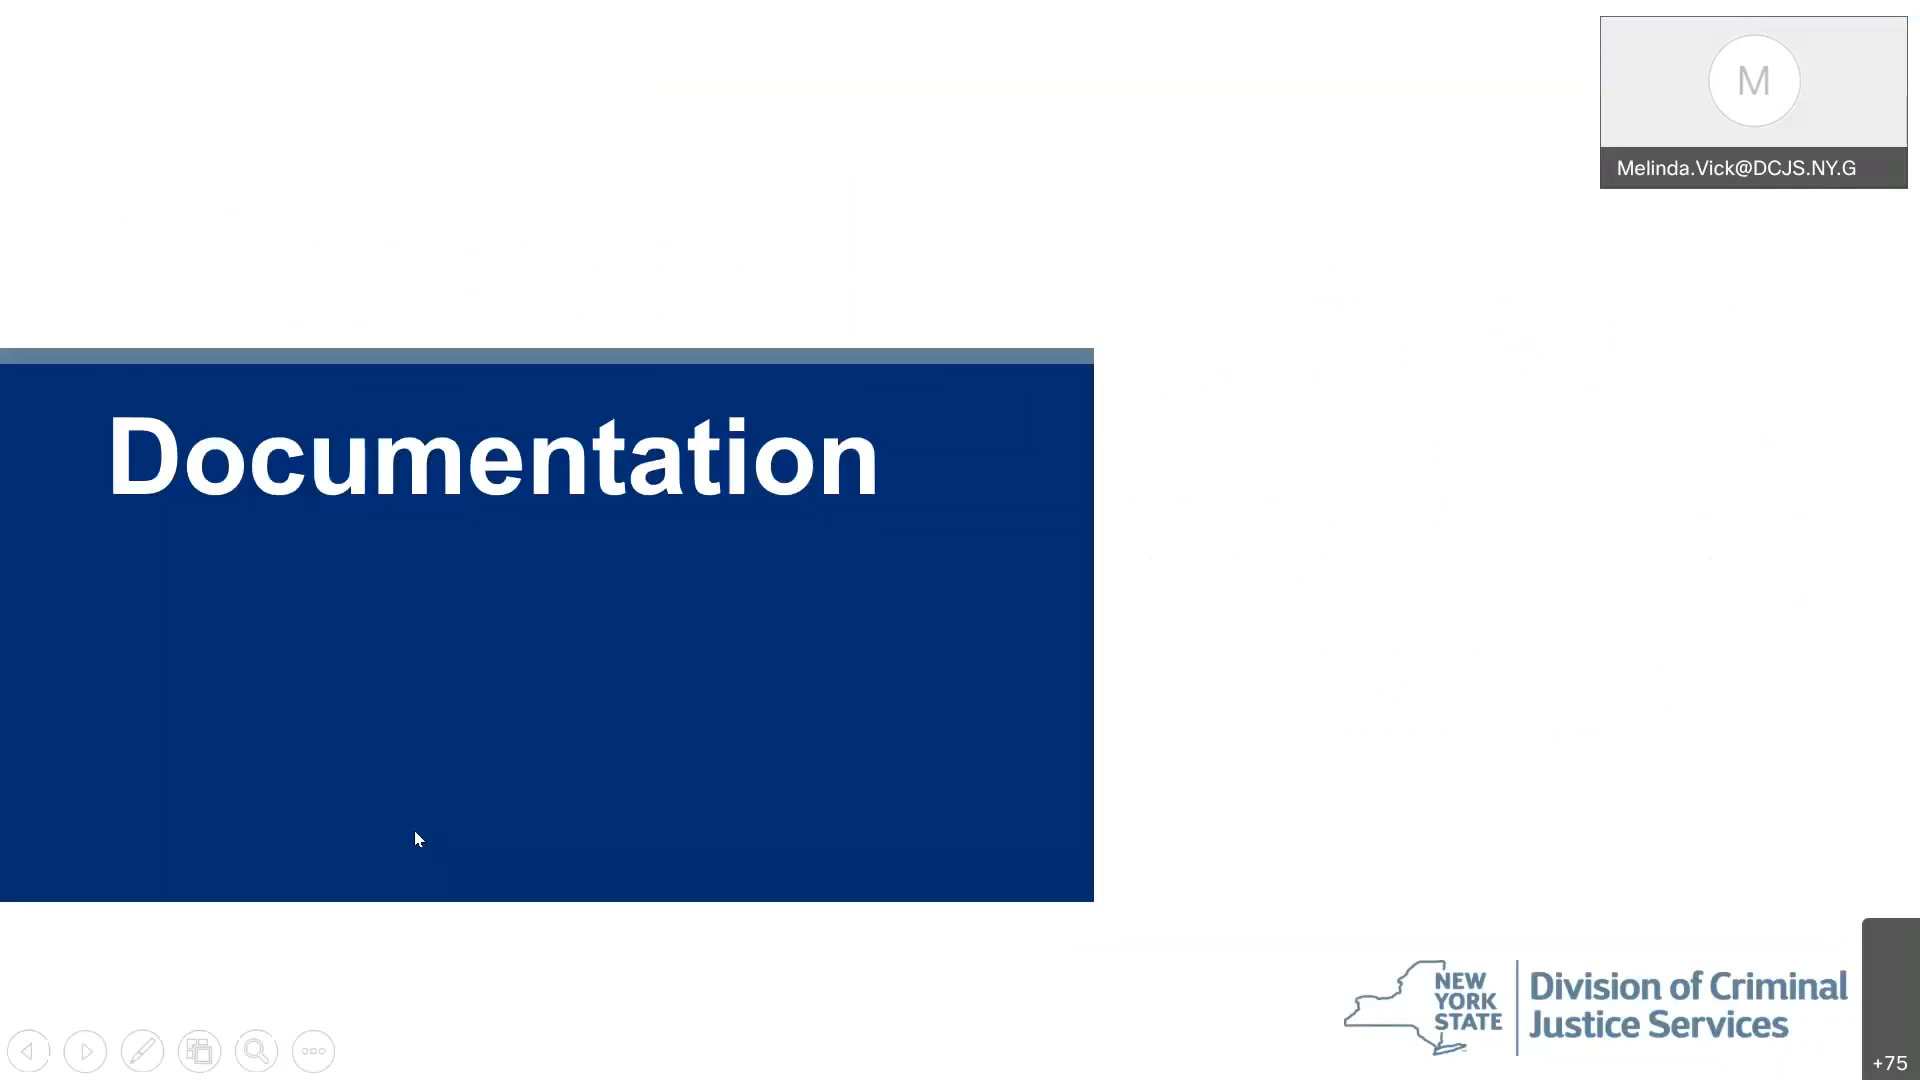 M
Melinda.Vick@DCJS.NY.G
Documentation
NEW
YORK
STATE
Division of Criminal
Justice Services
+75